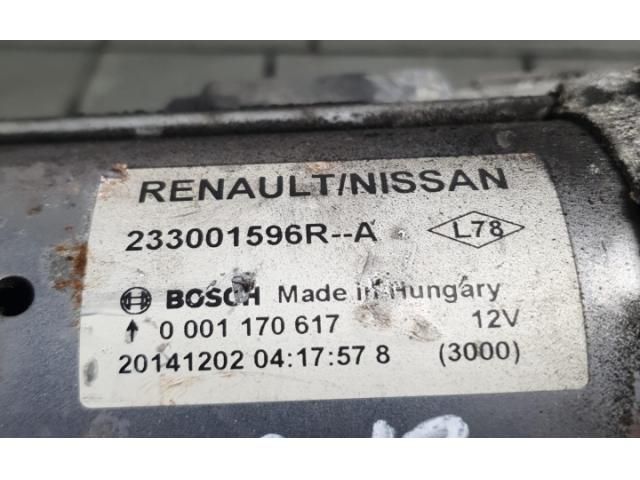 RENAULT/NISSAN
233001596R--A L78
BOSCH Made in Hungary
0 001 170 617 12V
20141202 04:17:57 8 (3000)